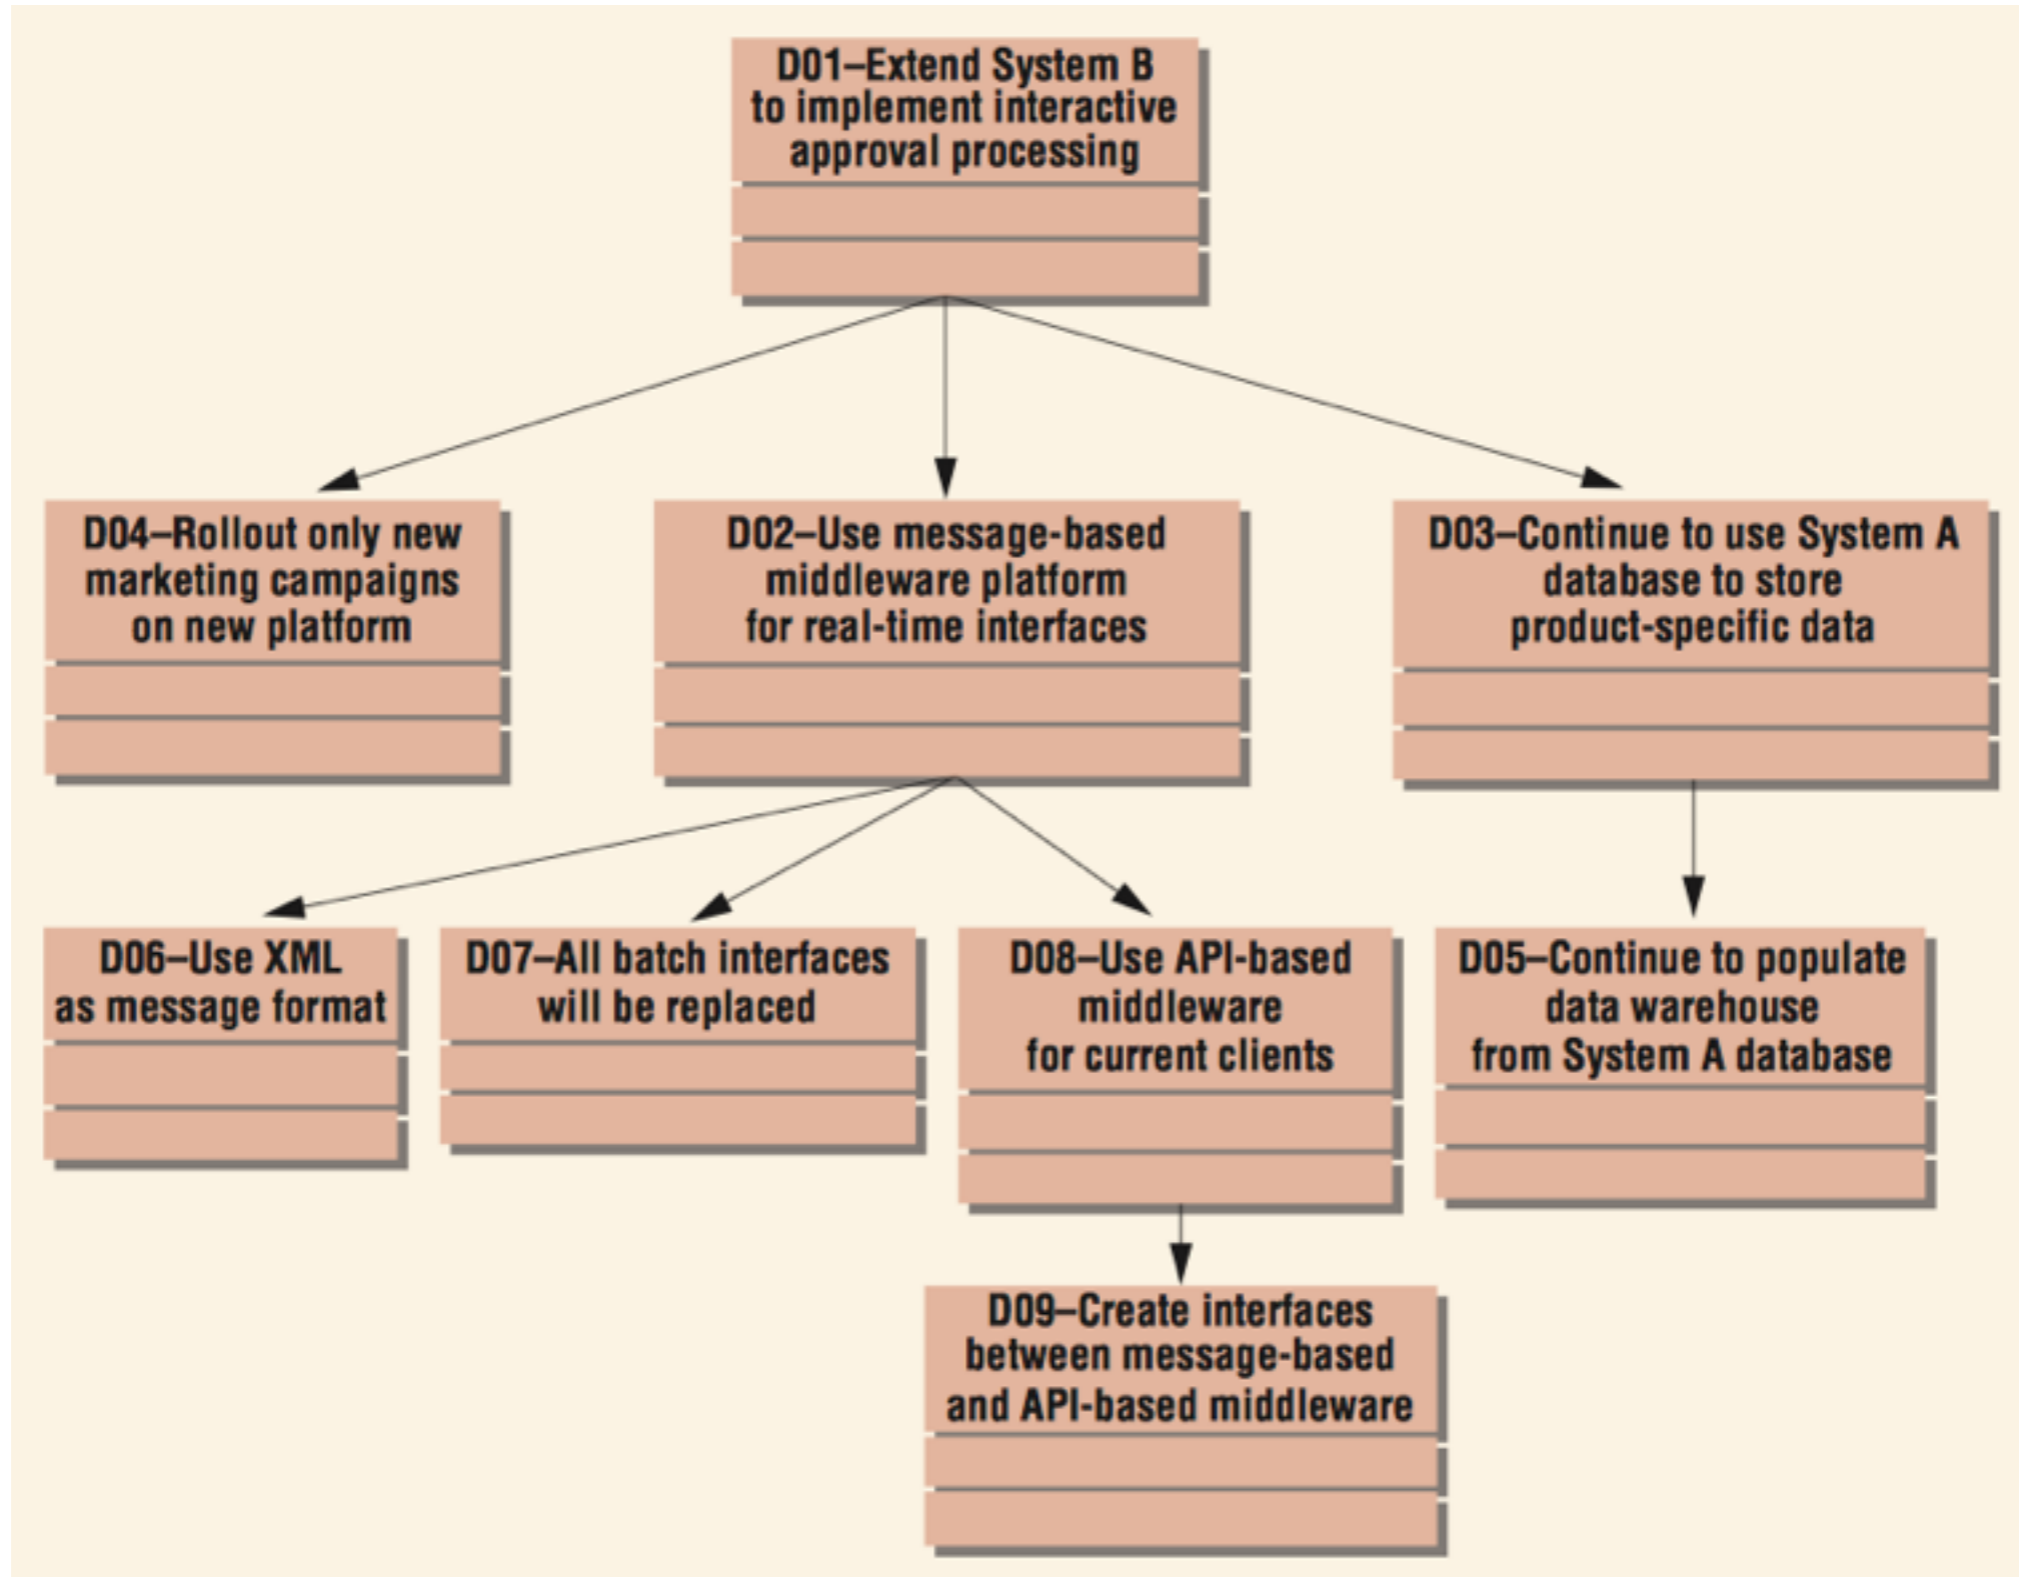 D01–Extend System B
to implement interactive
approval processing
D04–Rollout only new
marketing campaigns
on new platform
D02–Use message-based
middleware platform
for real-time interfaces
D03–Continue to use System A
database to store
product-specific data
D06–Use XML
as message format
D07–All batch interfaces
will be replaced
D08–Use API-based
middleware
for current clients
D05–Continue to populate
data warehouse
from System A database
D09–Create interfaces
between message-based
and API-based middleware